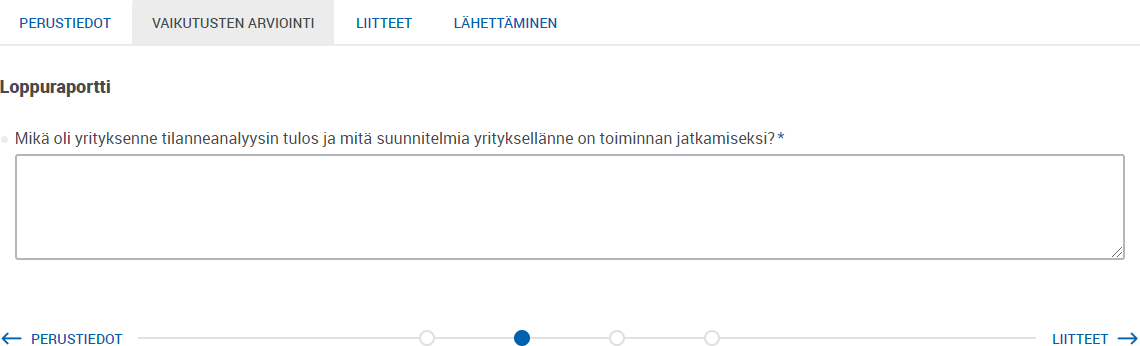 PERUSTIEDOT VAIKUTUSTEN ARVIOINTI LIITTEET LÄHETTÄMINEN
Loppuraportti
Mikä oli yrityksenne tilanneanalyysin tulos ja mitä suunnitelmia yrityksellänne on toiminnan jatkamiseksi? *
PERUSTIEDOT LIITTEET